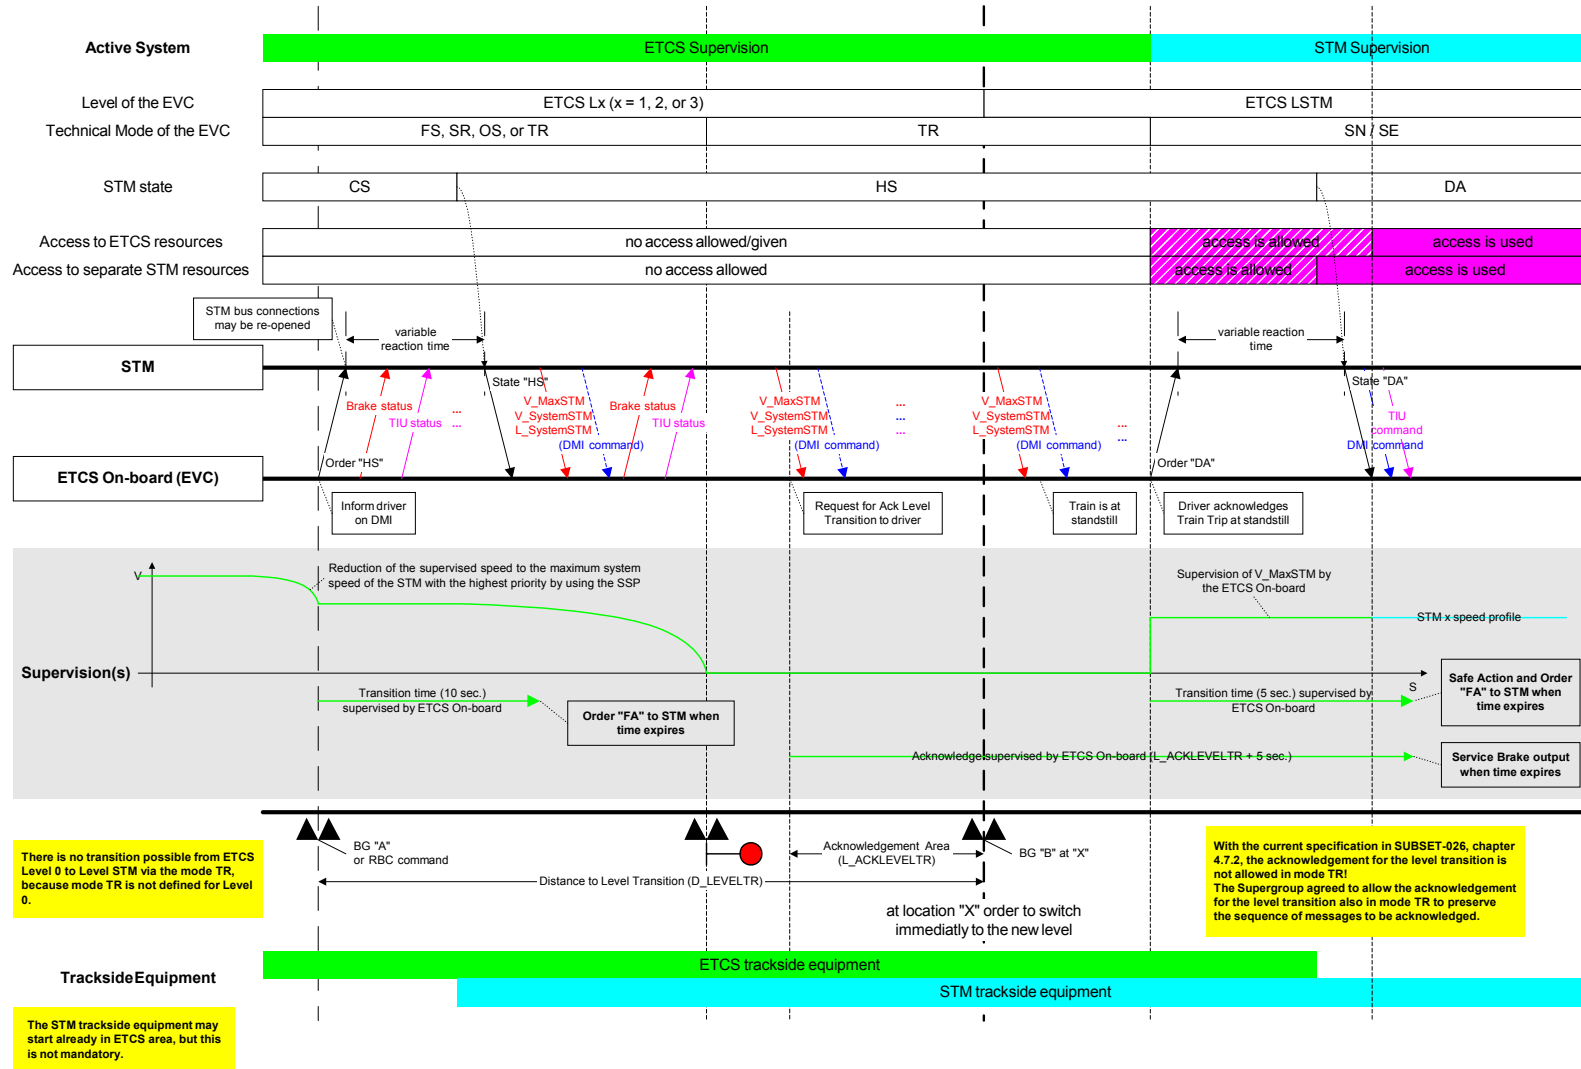 Active System
ETCS Supervision
STM Supervision
Level of the EVC
ETCS Lx (x = 1, 2, or 3)
ETCS LSTM
Technical Mode of the EVC
FS, SR, OS, or TR
TR
SN / SE
STM state
CS
HS
DA
Access to ETCS resources
no access allowed/given
access is allowed
access is used
Access to separate STM resources
no access allowed
access is allowed
access is used
STM bus connections
may be re-opened
variable
reaction time
variable reaction
time
STM
State "HS"
State "DA"
Brake status
TIU status
...
...
V_MaxSTM
V_SystemSTM
L_SystemSTM
(DMI command)
Brake status
TIU status
V_MaxSTM
V_SystemSTM
L_SystemSTM
(DMI command)
...
...
...
V_MaxSTM
V_SystemSTM
L_SystemSTM
(DMI command)
...
...
TIU
command
DMI command
Order "HS"
Order "DA"
ETCS On-board (EVC)
Inform driver
on DMI
Request for Ack Level
Transition to driver
Train is at
standstill
Driver acknowledges
Train Trip at standstill
V
Reduction of the supervised speed to the maximum system
speed of the STM with the highest priority by using the SSP
Supervision of V_MaxSTM by
the ETCS On-board
STM x speed profile
Supervision(s)
S
Transition time (10 sec.)
supervised by ETCS On-board
Order "FA" to STM when
time expires
Transition time (5 sec.) supervised by
ETCS On-board
Safe Action and Order
"FA" to STM when
time expires
Acknowledge supervised by ETCS On-board (L_ACKLEVELTR + 5 sec.)
Service Brake output
when time expires
There is no transition possible from ETCS
Level 0 to Level STM via the mode TR,
because mode TR is not defined for Level
0.
BG "A"
or RBC command
Acknowledgement Area
(L_ACKLEVELTR)
BG "B" at "X"
Distance to Level Transition (D_LEVELTR)
at location "X" order to switch
immediatly to the new level
With the current specification in SUBSET-026, chapter
4.7.2, the acknowledgement for the level transition is
not allowed in mode TR!
The Supergroup agreed to allow the acknowledgement
for the level transition also in mode TR to preserve
the sequence of messages to be acknowledged.
Trackside Equipment
ETCS trackside equipment
STM trackside equipment
The STM trackside equipment may
start already in ETCS area, but this
is not mandatory.